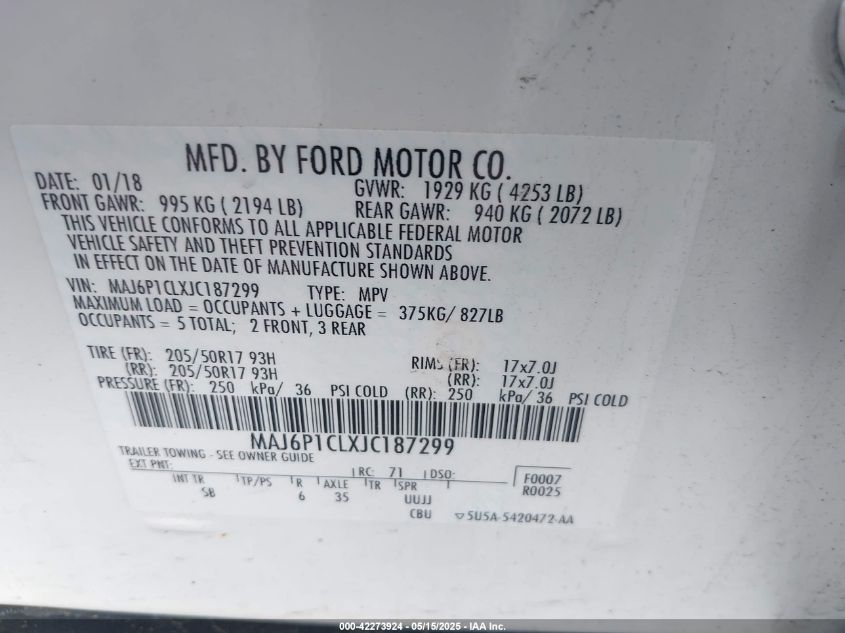 MFD. BY FORD MOTOR CO.
DATE: 01/18 GVWR: 1929 KG ( 4253 LB)
FRONT GAWR: 995 KG ( 2194 LB) REAR GAWR: 940 KG ( 2072 LB)
THIS VEHICLE CONFORMS TO ALL APPLICABLE FEDERAL MOTOR
VEHICLE SAFETY AND THEFT PREVENTION STANDARDS
IN EFFECT ON THE DATE OF MANUFACTURE SHOWN ABOVE.
VIN: MAJ6P1CLXJC187299 TYPE: MPV
MAXIMUM LOAD = OCCUPANTS + LUGGAGE = 375KG/ 827LB
OCCUPANTS = 5 TOTAL; 2 FRONT, 3 REAR
TIRE (FR): 205/50R17 93H RIMS (FR): 17x7.0J
(RR): 205/50R17 93H (RR): 17x7.0J
PRESSURE (FR): 250 kPa/ 36 PSI COLD (RR): 250 kPa/ 36 PSI COLD
MAJ6P1CLXJC187299
TRAILER TOWING - SEE OWNER GUIDE
EXT PNT: RC: 71 DSO: F0007
INT TR TP/PS R AXLE TR SPR R0025
SB 6 35 UUJJ
CBU SU5A-5420472-AA
000-42273924 - 05/15/2025 - IAA Inc.